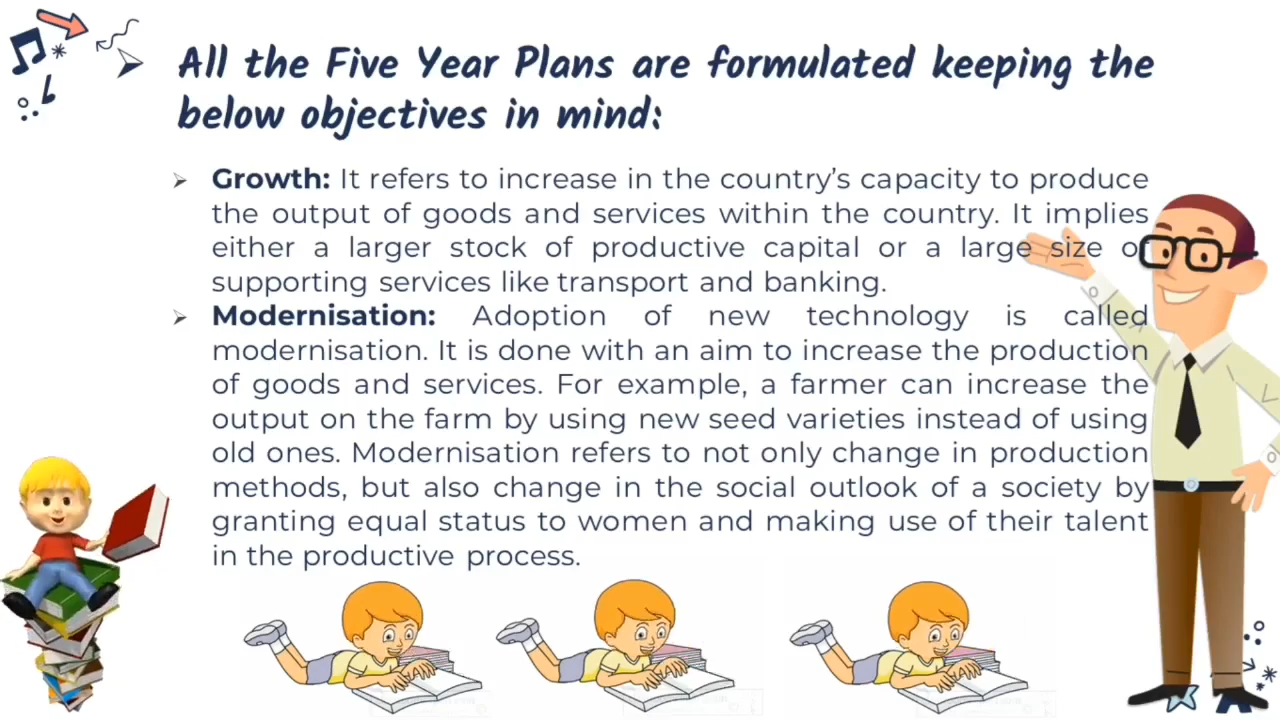 All the Five Year Plans are formulated keeping the
below objectives in mind:
Growth: It refers to increase in the country's capacity to produce
the output of goods and services within the country. It implies
either a larger stock of productive capital or a large size of
supporting services like transport and banking.
Modernisation: Adoption of new technology is called
modernisation. It is done with an aim to increase the production
of goods and services. For example, a farmer can increase the
output on the farm by using new seed varieties instead of using
old ones. Modernisation refers to not only change in production
methods, but also change in the social outlook of a society by
granting equal status to women and making use of their talent
in the productive process.